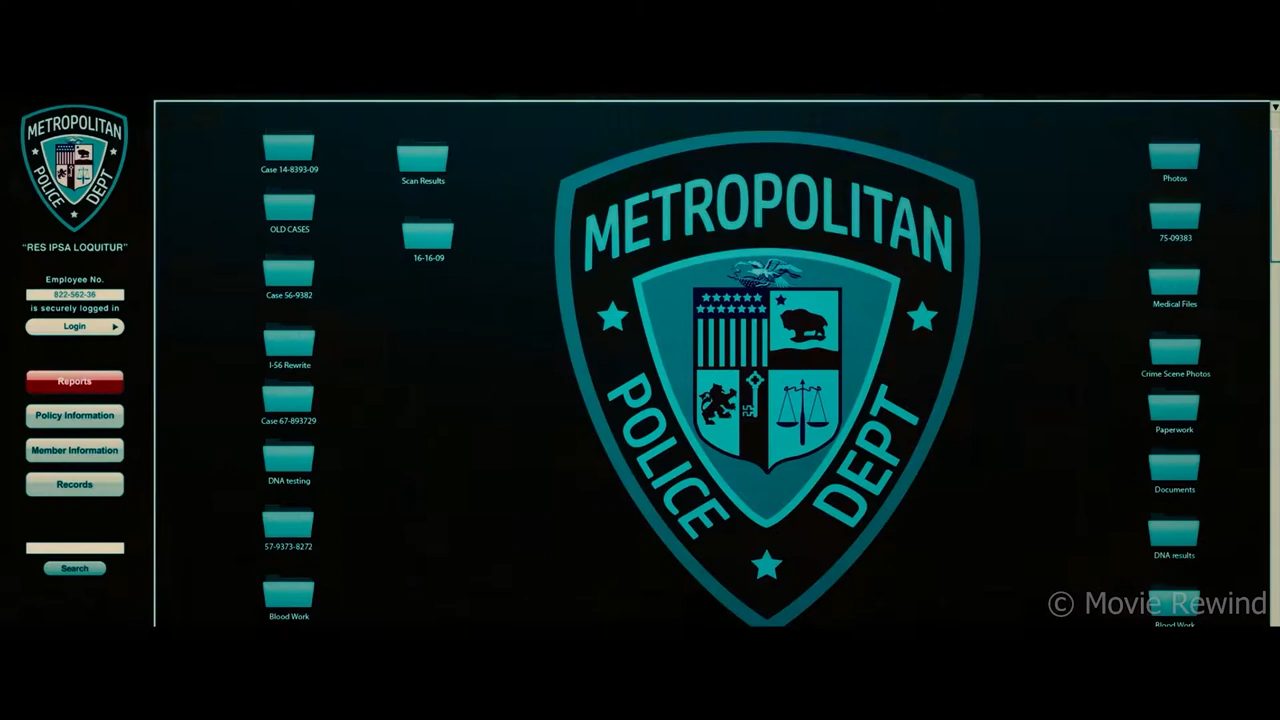 METROPOLITAN
POLICE DEPT
“RES IPSA LOQUITUR”
Employee No.
822-562-36
is securely logged in
Login
Reports
Policy Information
Member Information
Records
Search
Case 14-8393-09
OLD CASES
Case 56-9382
I-56 Rewrite
Case 67-893729
DNA testing
57-9373-8272
Blood Work
Scan Results
16-16-09
METROPOLITAN
POLICE DEPT
Photos
75-09383
Medical Files
Crime Scene Photos
Paperwork
Documents
DNA results
Blood Work
© Movie Rewind